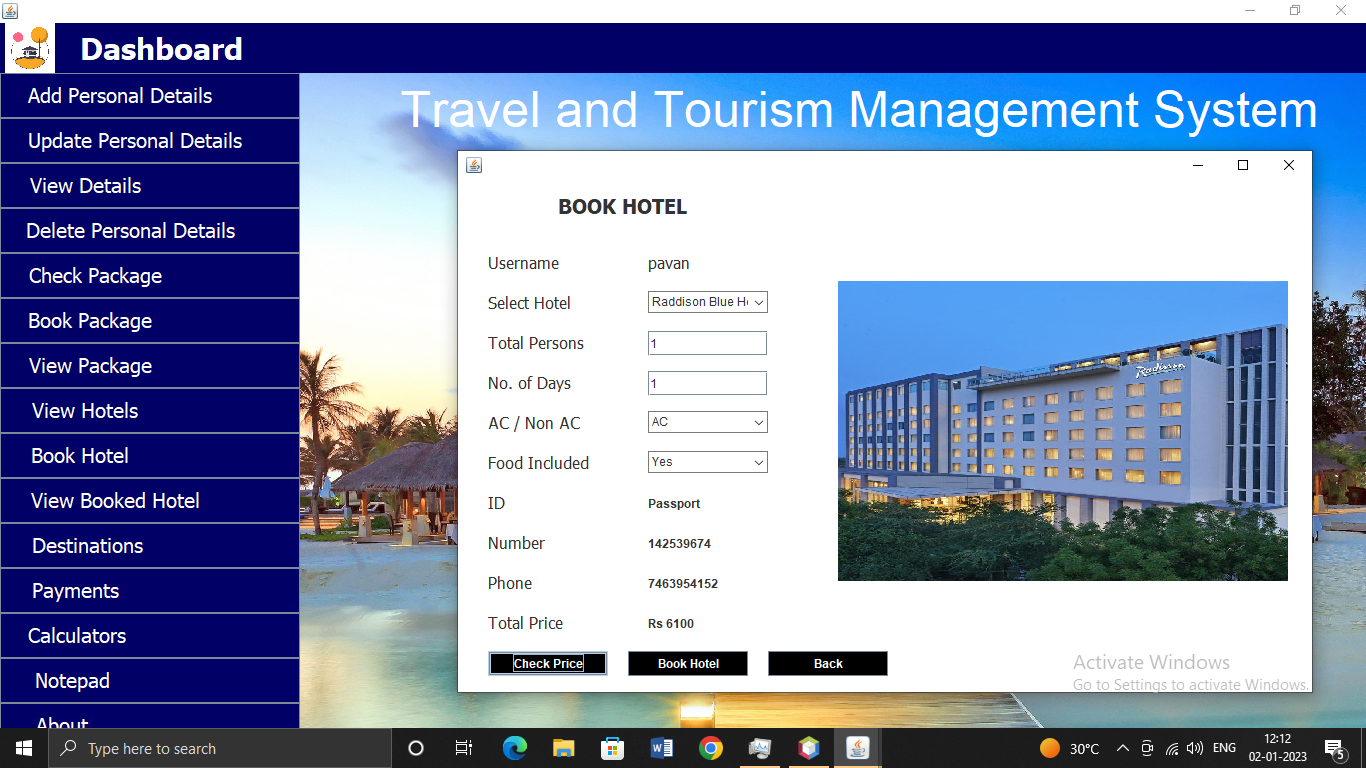 Dashboard
Travel and Tourism Management System
Add Personal Details
Update Personal Details
View Details
Delete Personal Details
Check Package
Book Package
View Package
View Hotels
Book Hotel
View Booked Hotel
Destinations
Payments
Calculators
Notepad
About
BOOK HOTEL
Username pavan
Select Hotel Raddison Blue
Total Persons 1
No. of Days 1
AC / Non AC AC
Food Included Yes
ID Passport
Number 142539674
Phone 7463954152
Total Price Rs 6100
Check Price Book Hotel Back
Radisson
Activate Windows
Go to Settings to activate Windows.
Type here to search
30°C
ENG
12:12
02-01-2023
5